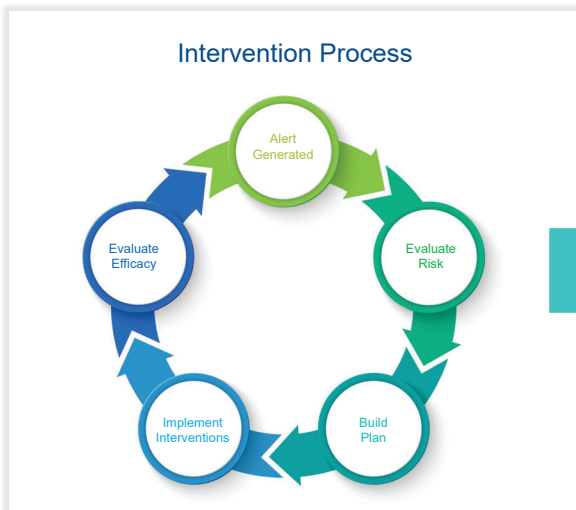 Intervention Process
Alert
Generated
Evaluate
Risk
Build
Plan
Implement
Interventions
Evaluate
Efficacy